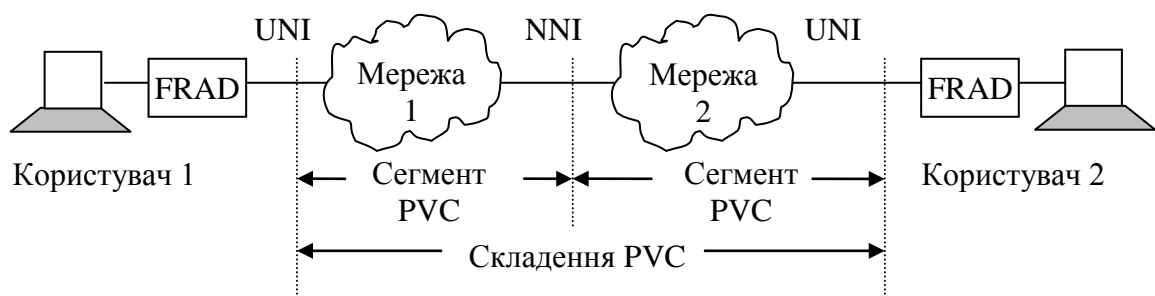 UNI NNI UNI
FRAD Мережа 1 Мережа 2 FRAD
Користувач 1 Сегмент PVC Сегмент PVC Користувач 2
Складення PVC